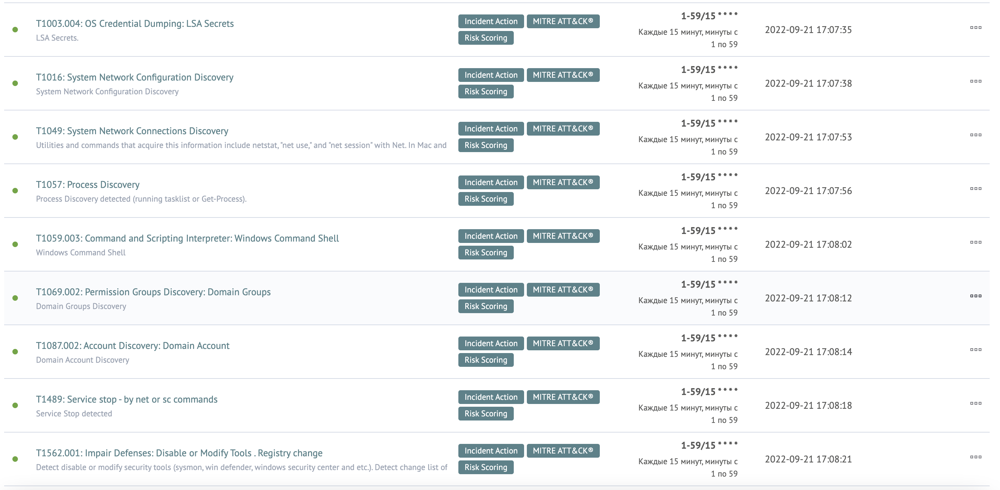 T1003.004: OS Credential Dumping: LSA Secrets
LSA Secrets.
Incident Action MITRE ATT&CK®
Risk Scoring
1-59/15 * * * *
Каждые 15 минут, минуты с
1 по 59
2022-09-21 17:07:35
T1016: System Network Configuration Discovery
System Network Configuration Discovery
Incident Action MITRE ATT&CK®
Risk Scoring
1-59/15 * * * *
Каждые 15 минут, минуты с
1 по 59
2022-09-21 17:07:38
T1049: System Network Connections Discovery
Utilities and commands that acquire this information include netstat, "net use," and "net session" with Net. In Mac and
Incident Action MITRE ATT&CK®
Risk Scoring
1-59/15 * * * *
Каждые 15 минут, минуты с
1 по 59
2022-09-21 17:07:53
T1057: Process Discovery
Process Discovery detected (running tasklist or Get-Process).
Incident Action MITRE ATT&CK®
Risk Scoring
1-59/15 * * * *
Каждые 15 минут, минуты с
1 по 59
2022-09-21 17:07:56
T1059.003: Command and Scripting Interpreter: Windows Command Shell
Windows Command Shell
Incident Action MITRE ATT&CK®
Risk Scoring
1-59/15 * * * *
Каждые 15 минут, минуты с
1 по 59
2022-09-21 17:08:02
T1069.002: Permission Groups Discovery: Domain Groups
Domain Groups Discovery
Incident Action MITRE ATT&CK®
Risk Scoring
1-59/15 * * * *
Каждые 15 минут, минуты с
1 по 59
2022-09-21 17:08:12
T1087.002: Account Discovery: Domain Account
Domain Account Discovery
Incident Action MITRE ATT&CK®
Risk Scoring
1-59/15 * * * *
Каждые 15 минут, минуты с
1 по 59
2022-09-21 17:08:14
T1489: Service stop - by net or sc commands
Service Stop detected
Incident Action MITRE ATT&CK®
Risk Scoring
1-59/15 * * * *
Каждые 15 минут, минуты с
1 по 59
2022-09-21 17:08:18
T1562.001: Impair Defenses: Disable or Modify Tools . Registry change
Detect disable or modify security tools (sysmon, win defender, windows security center and etc.). Detect change list of
Incident Action MITRE ATT&CK®
Risk Scoring
1-59/15 * * * *
Каждые 15 минут, минуты с
1 по 59
2022-09-21 17:08:21